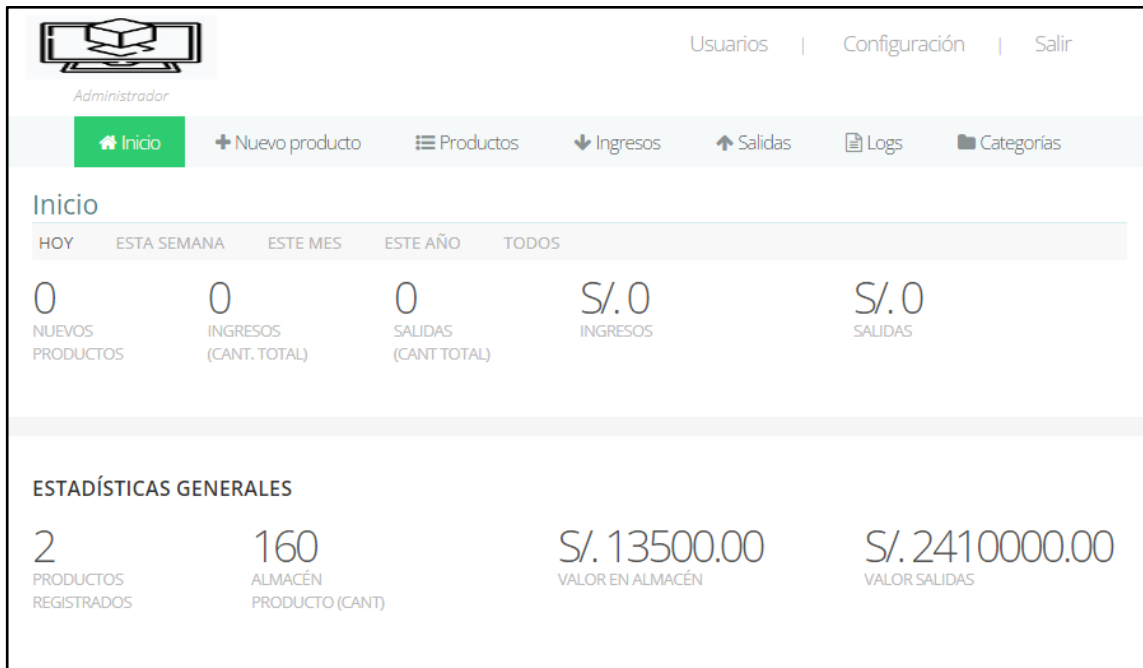 Usuarios | Configuración | Salir
Administrador
Inicio Nuevo producto Productos Ingresos Salidas Logs Categorías
Inicio
HOY ESTA SEMANA ESTE MES ESTE AÑO TODOS
0 0 0 S/. 0 S/. 0
NUEVOS INGRESOS SALIDAS INGRESOS SALIDAS
PRODUCTOS (CANT. TOTAL) (CANT TOTAL)
ESTADÍSTICAS GENERALES
2 160 S/. 13500.00 S/. 2410000.00
PRODUCTOS ALMACÉN VALOR EN ALMACÉN VALOR SALIDAS
REGISTRADOS PRODUCTO (CANT)